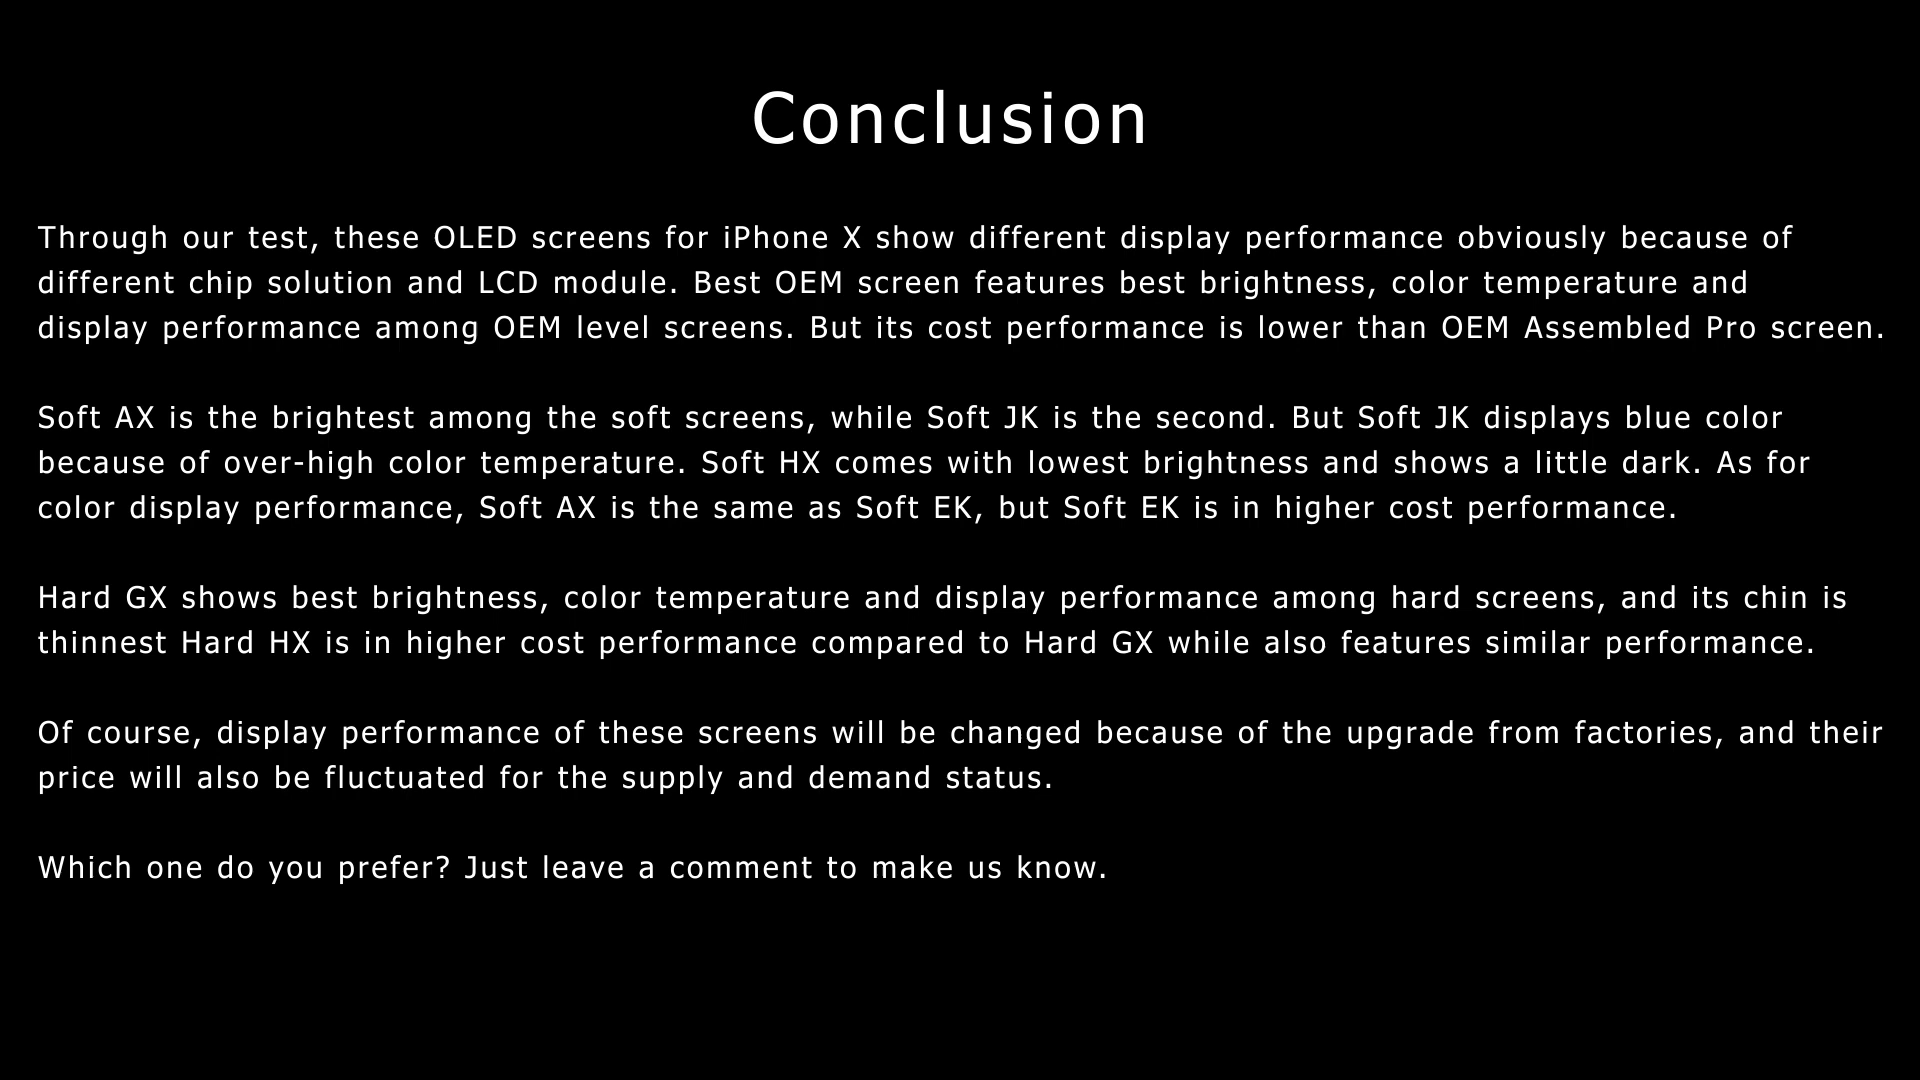 Conclusion
Through our test, these OLED screens for iPhone X show different display performance obviously because of
different chip solution and LCD module. Best OEM screen features best brightness, color temperature and
display performance among OEM level screens. But its cost performance is lower than OEM Assembled Pro screen.
Soft AX is the brightest among the soft screens, while Soft JK is the second. But Soft JK displays blue color
because of over-high color temperature. Soft HX comes with lowest brightness and shows a little dark. As for
color display performance, Soft AX is the same as Soft EK, but Soft EK is in higher cost performance.
Hard GX shows best brightness, color temperature and display performance among hard screens, and its chin is
thinnest Hard HX is in higher cost performance compared to Hard GX while also features similar performance.
Of course, display performance of these screens will be changed because of the upgrade from factories, and their
price will also be fluctuated for the supply and demand status.
Which one do you prefer? Just leave a comment to make us know.